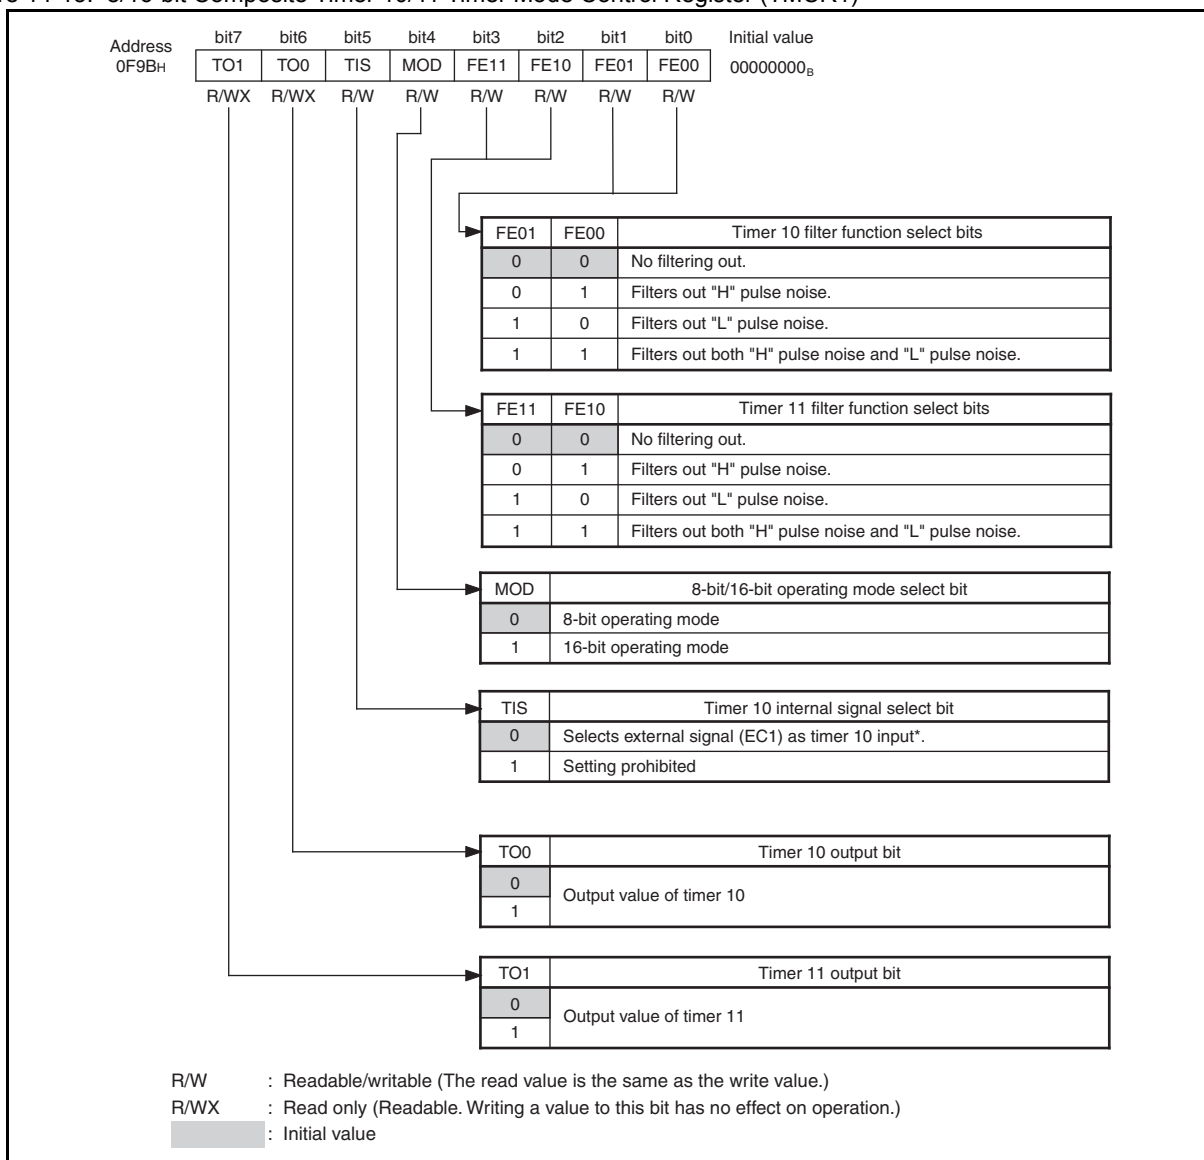 bit7 bit6 bit5 bit4 bit3 bit2 bit1 bit0 Initial value
Address
0F9BH TO1 TO0 TIS MOD FE11 FE10 FE01 FE00 00000000B
R/WX R/WX R/W R/W R/W R/W R/W R/W
FE01 FE00 Timer 10 filter function select bits
0 0 No filtering out.
0 1 Filters out "H" pulse noise.
1 0 Filters out "L" pulse noise.
1 1 Filters out both "H" pulse noise and "L" pulse noise.
FE11 FE10 Timer 11 filter function select bits
0 0 No filtering out.
0 1 Filters out "H" pulse noise.
1 0 Filters out "L" pulse noise.
1 1 Filters out both "H" pulse noise and "L" pulse noise.
MOD 8-bit/16-bit operating mode select bit
0 8-bit operating mode
1 16-bit operating mode
TIS Timer 10 internal signal select bit
0 Selects external signal (EC1) as timer 10 input*.
1 Setting prohibited
TO0 Timer 10 output bit
0
Output value of timer 10
1
TO1 Timer 11 output bit
0
Output value of timer 11
1
R/W : Readable/writable (The read value is the same as the write value.)
R/WX : Read only (Readable. Writing a value to this bit has no effect on operation.)
: Initial value